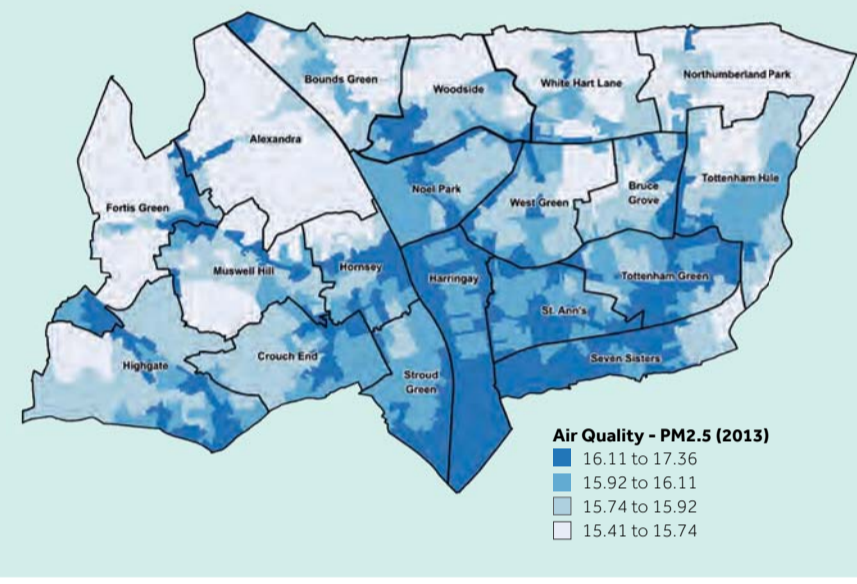 Bounds Green
Woodside
White Hart Lane
Northumberland Park
Alexandra
Noel Park
West Green
Bruce
Grove
Tottenham Hale
Fortis Green
Muswell Hill
Hornsey
Harringay
Tottenham Green
St. Ann's
Highgate
Crouch End
Stroud
Green
Seven Sisters
Air Quality - PM2.5 (2013)
16.11 to 17.36
15.92 to 16.11
15.74 to 15.92
15.41 to 15.74